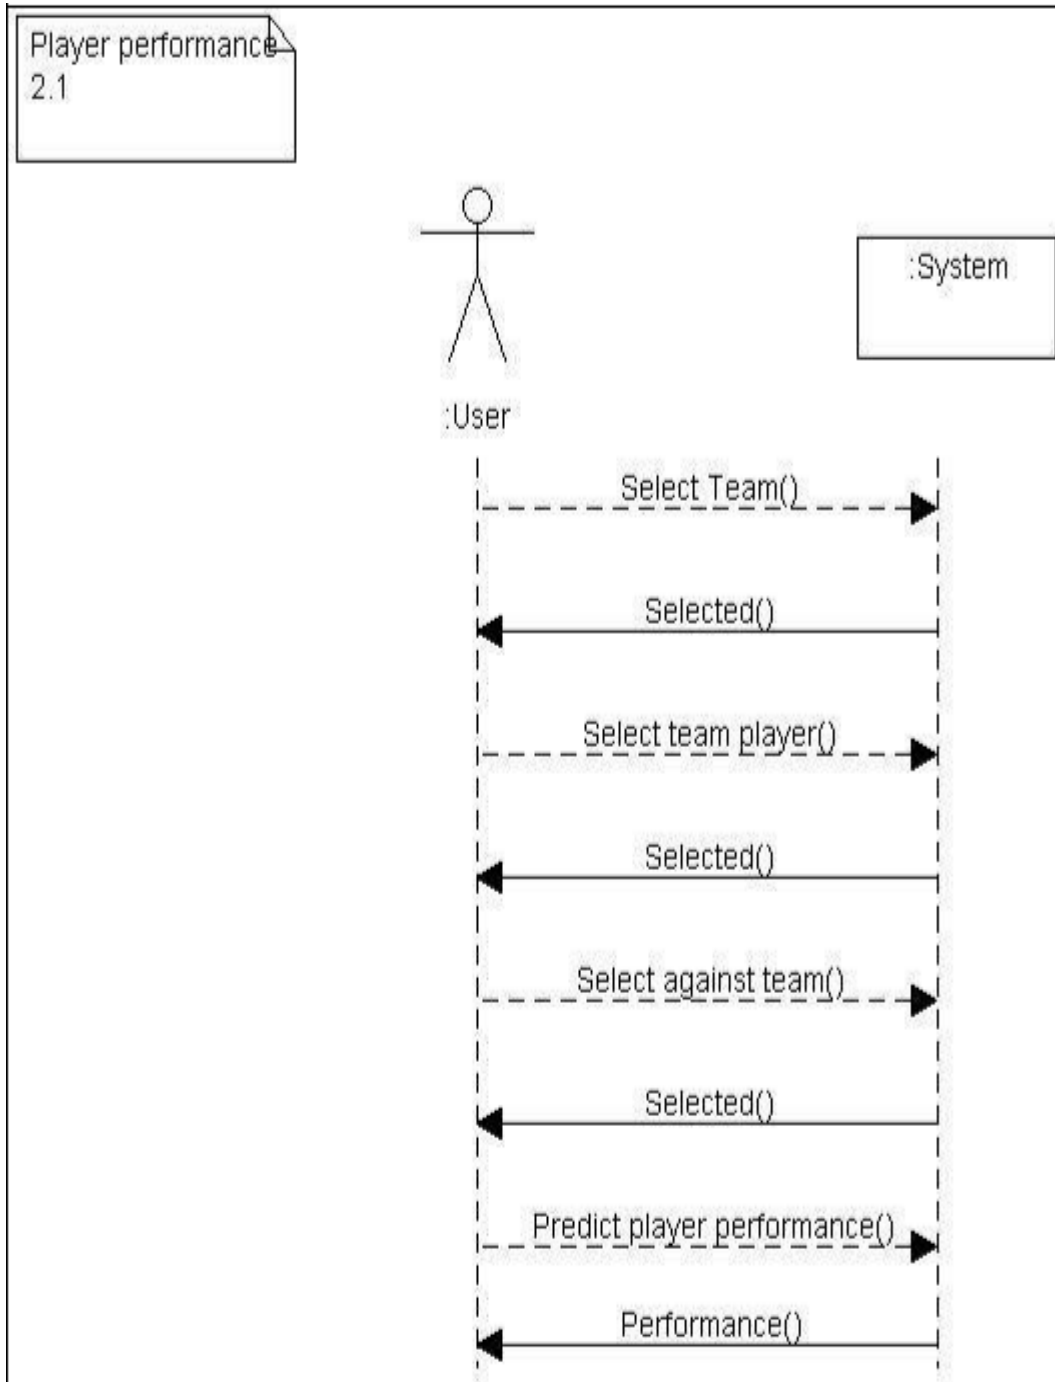 Player performance
2.1
:System
:User
Select Team()
Selected()
Select team player()
Selected()
Select against team()
Selected()
Predict player performance()
Performance()